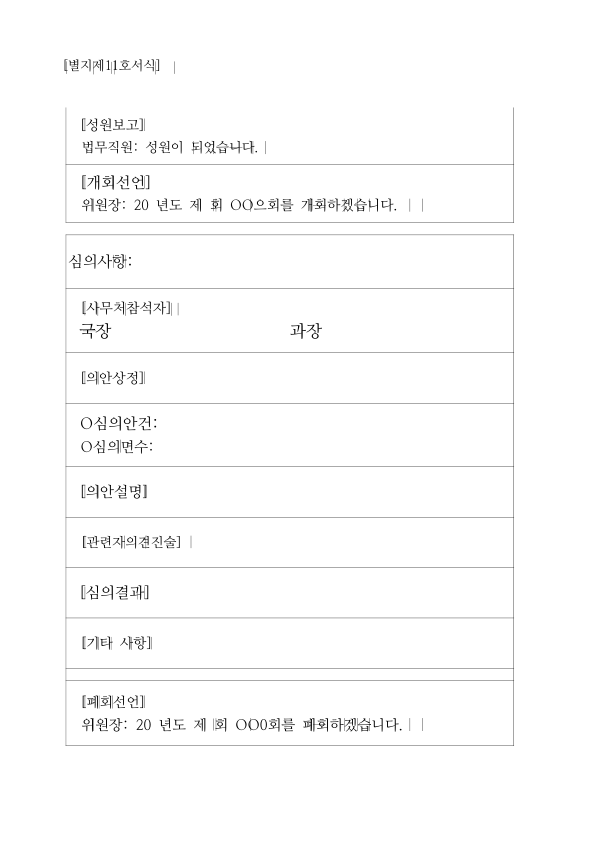 [별지제11호서식]
[성원보고]
법무직원: 성원이 되었습니다.
[개회선언]
위원장: 20 년도 제 회 OO으회를 개회하겠습니다.
심의사항:
[사무처참석자]
국장 과장
[의안상정]
O심의안건:
O심의면수:
[의안설명]
[관련자의견진술]
[심의결과]
[기타 사항]
[폐회선언]
위원장: 20 년도 제 회 OO0회를 폐회하겠습니다.